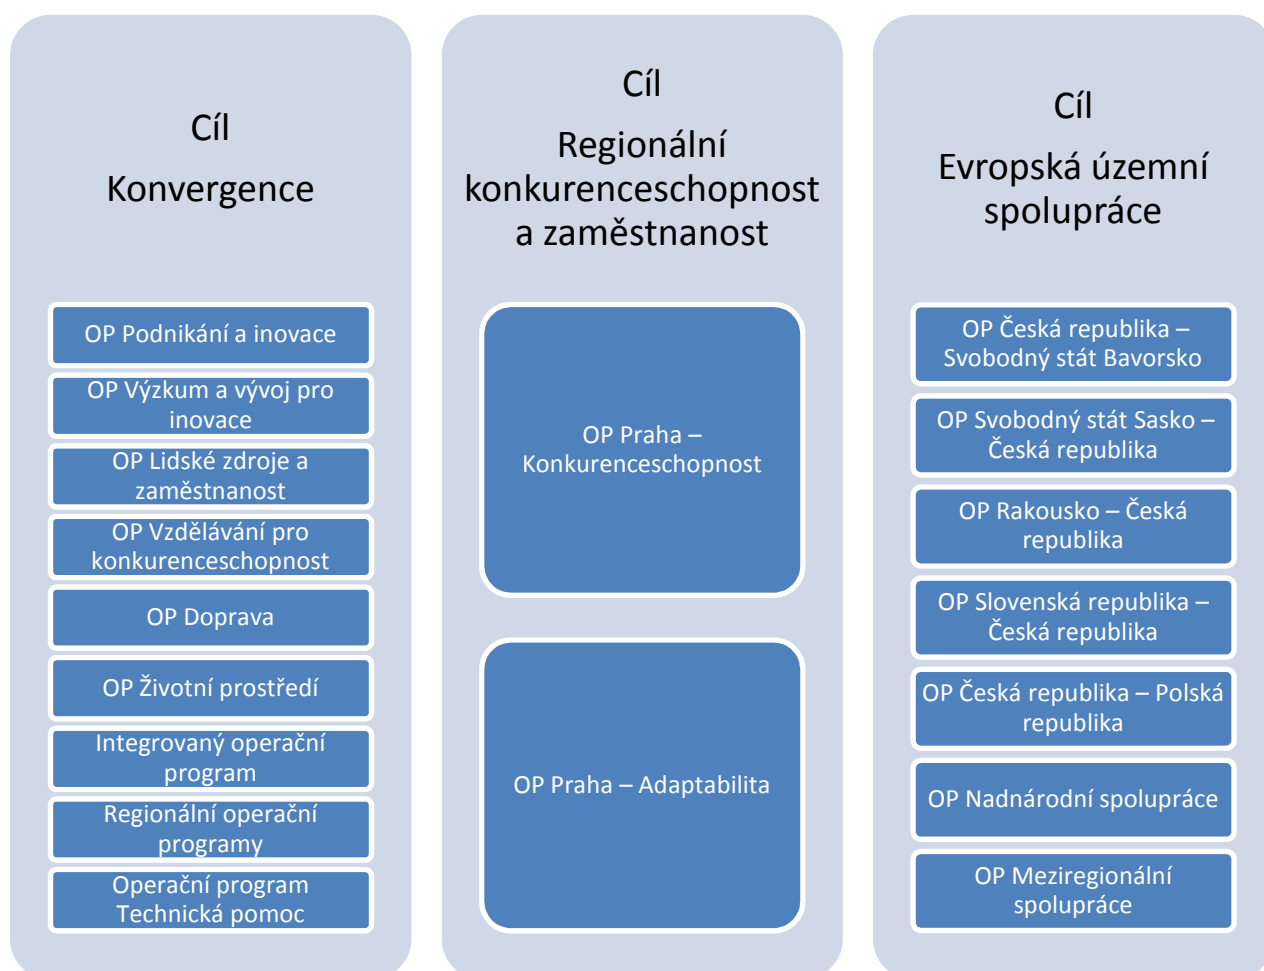 Cíl
Konvergence
OP Podnikání a inovace
OP Výzkum a vývoj pro
inovace
OP Lidské zdroje a
zaměstnanost
OP Vzdělávání pro
konkurenceschopnost
OP Doprava
OP Životní prostředí
Integrovaný operační
program
Regionální operační
programy
Operační program
Technická pomoc
Cíl
Regionální
konkurenceschopnost
a zaměstnanost
OP Praha –
Konkurenceschopnost
OP Praha – Adaptabilita
Cíl
Evropská územní
spolupráce
OP Česká republika –
Svobodný stát Bavorsko
OP Svobodný stát Sasko –
Česká republika
OP Rakousko – Česká
republika
OP Slovenská republika –
Česká republika
OP Česká republika – Polská
republika
OP Nadnárodní spolupráce
OP Meziregionální
spolupráce